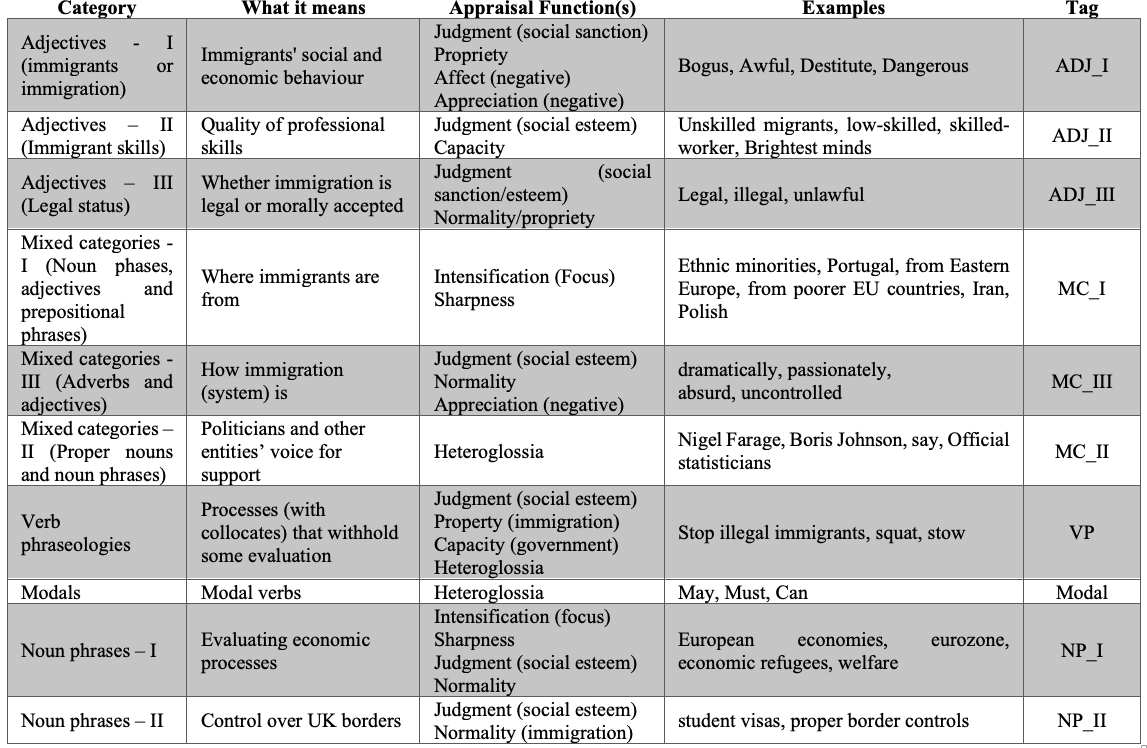 Category What it means Appraisal Function(s) Examples Tag
Adjectives - I
(immigrants or
immigration)
Immigrants' social and
economic behaviour
Judgment (social sanction)
Propriety
Affect (negative)
Appreciation (negative)
Bogus, Awful, Destitute, Dangerous
ADJ_I
Adjectives – II
(Immigrant skills)
Quality of professional
skills
Judgment (social esteem)
Capacity
Unskilled migrants, low-skilled, skilled-
worker, Brightest minds
ADJ_II
Adjectives – III
(Legal status)
Whether immigration is
legal or morally accepted
Judgment (social
sanction/esteem)
Normality/propriety
Legal, illegal, unlawful
ADJ_III
Mixed categories -
I (Noun phases,
adjectives and
prepositional
phrases)
Where immigrants are
from
Intensification (Focus)
Sharpness
Ethnic minorities, Portugal, from Eastern
Europe, from poorer EU countries, Iran,
Polish
MC_I
Mixed categories -
III (Adverbs and
adjectives)
How immigration
(system) is
Judgment (social esteem)
Normality
Appreciation (negative)
dramatically, passionately,
absurd, uncontrolled
MC_III
Mixed categories –
II (Proper nouns
and noun phrases)
Politicians and other
entities’ voice for
support
Heteroglossia
Nigel Farage, Boris Johnson, say, Official
statisticians
MC_II
Verb
phraseologies
Processes (with
collocates) that withhold
some evaluation
Judgment (social esteem)
Property (immigration)
Capacity (government)
Heteroglossia
Stop illegal immigrants, squat, stow
VP
Modals
Modal verbs
Heteroglossia
May, Must, Can
Modal
Noun phrases – I
Evaluating economic
processes
Intensification (focus)
Sharpness
Judgment (social esteem)
Normality
European economies, eurozone,
economic refugees, welfare
NP_I
Noun phrases – II
Control over UK borders
Judgment (social esteem)
Normality (immigration)
student visas, proper border controls
NP_II